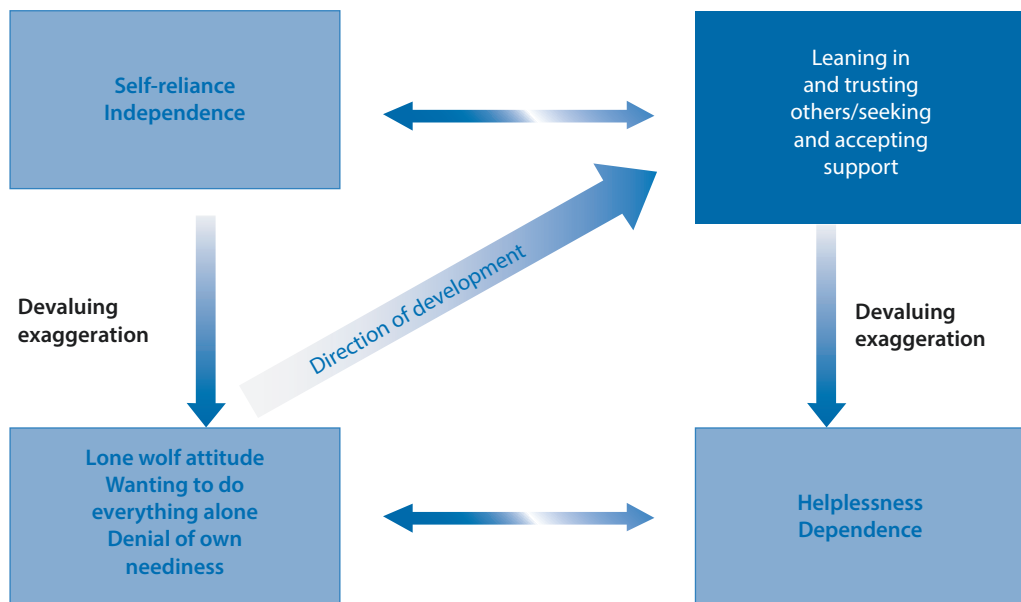 Self-reliance
Independence
Leaning in
and trusting
others/seeking
and accepting
support
Devaluing
exaggeration
Direction of development
Devaluing
exaggeration
Lone wolf attitude
Wanting to do
everything alone
Denial of own
neediness
Helplessness
Dependence